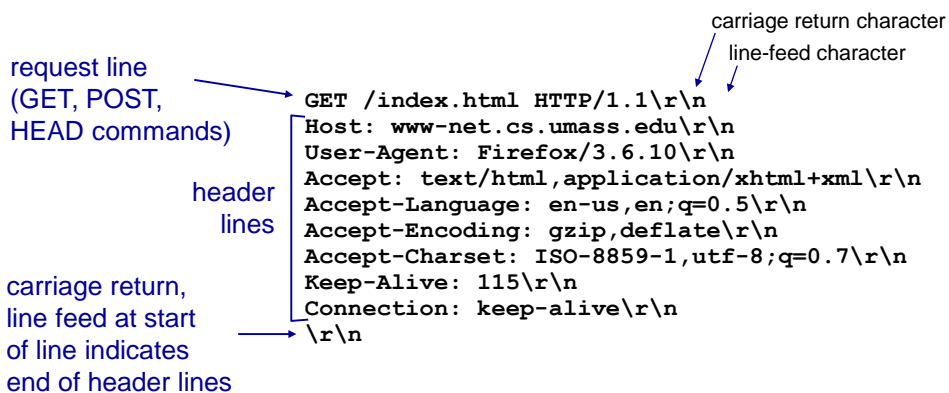 carriage return character
line-feed character
request line
(GET, POST,
HEAD commands)
GET /index.html HTTP/1.1\r\n
Host: www-net.cs.umass.edu\r\n
User-Agent: Firefox/3.6.10\r\n
Accept: text/html,application/xhtml+xml\r\n
Accept-Language: en-us,en;q=0.5\r\n
Accept-Encoding: gzip,deflate\r\n
Accept-Charset: ISO-8859-1,utf-8;q=0.7\r\n
Keep-Alive: 115\r\n
Connection: keep-alive\r\n
\r\n
header
lines
carriage return,
line feed at start
of line indicates
end of header lines